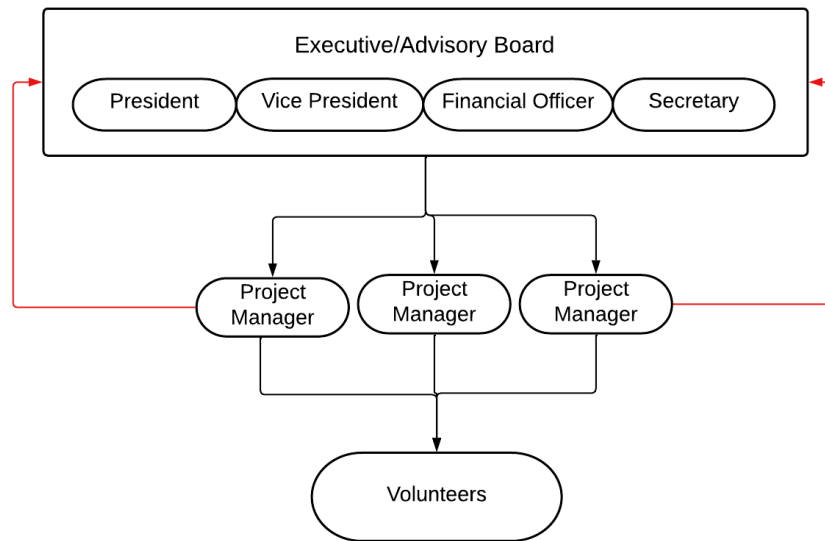 Executive/Advisory Board
President
Vice President
Financial Officer
Secretary
Project
Manager
Project
Manager
Project
Manager
Volunteers